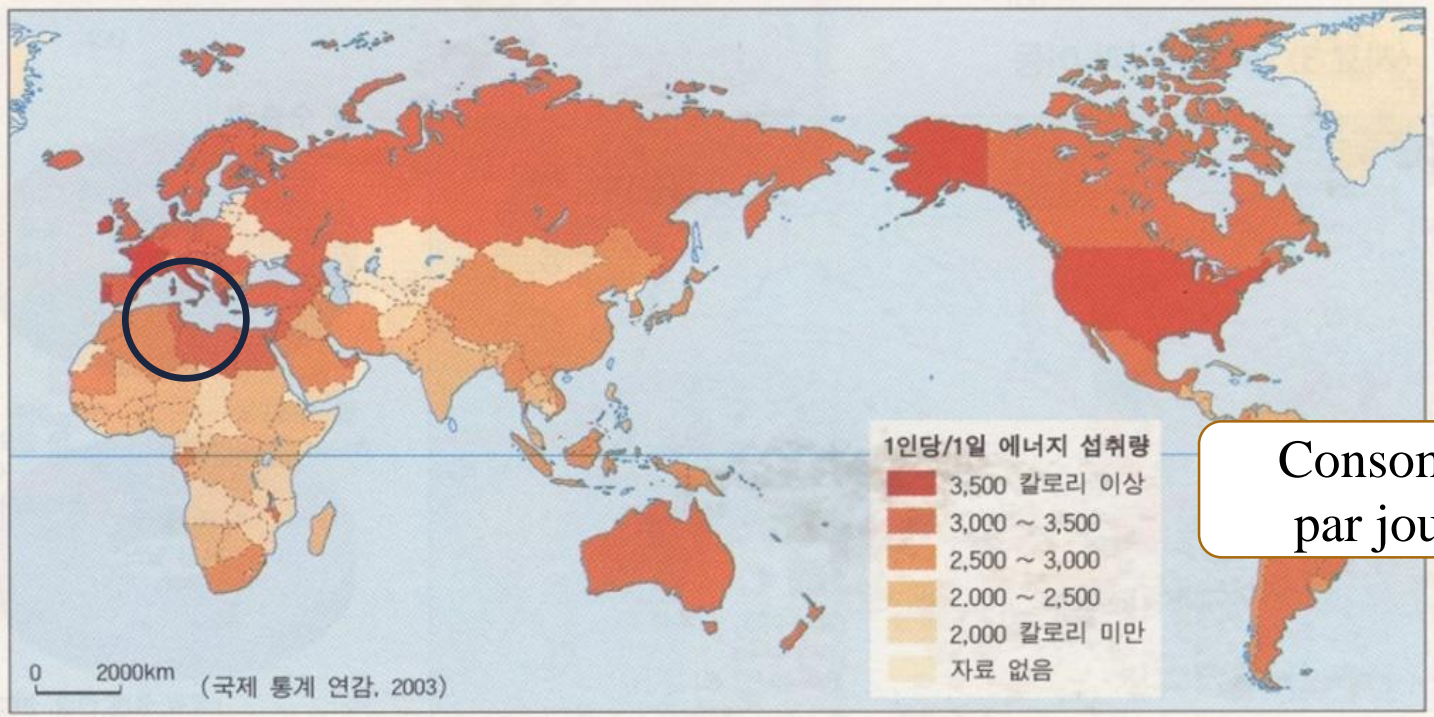 1인당/1일 에너지 섭취량
3,500 칼로리 이상
3,000 ~ 3,500
2,500 ~ 3,000
2.000 ~ 2,500
2,000 칼로리 미만
자료 없음
par
0 2000km
(국제 통계 연감, 2003)